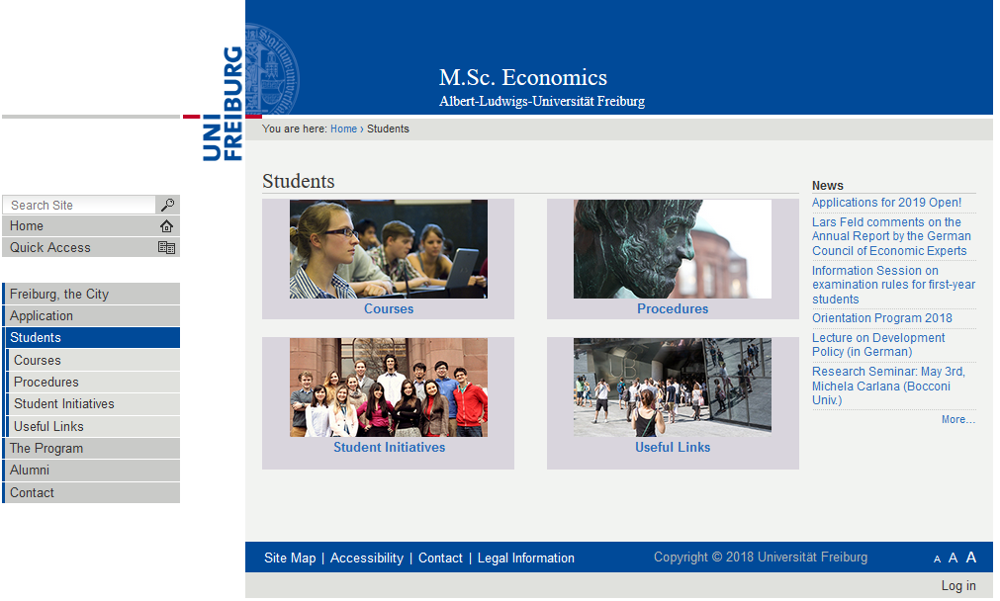 UNI
FREIBURG
M.Sc. Economics
Albert-Ludwigs-Universität Freiburg
You are here: Home › Students
Search Site
Home
Quick Access
Freiburg, the City
Application
Students
Courses
Procedures
Student Initiatives
Useful Links
The Program
Alumni
Contact
Students
Courses
Procedures
Student Initiatives
Useful Links
News
Applications for 2019 Open!
Lars Feld comments on the
Annual Report by the German
Council of Economic Experts
Information Session on
examination rules for first-year
students
Orientation Program 2018
Lecture on Development
Policy (in German)
Research Seminar: May 3rd,
Michela Carlana (Bocconi
Univ.)
More…
Site Map | Accessibility | Contact | Legal Information
Copyright © 2018 Universität Freiburg
A A A
Log in